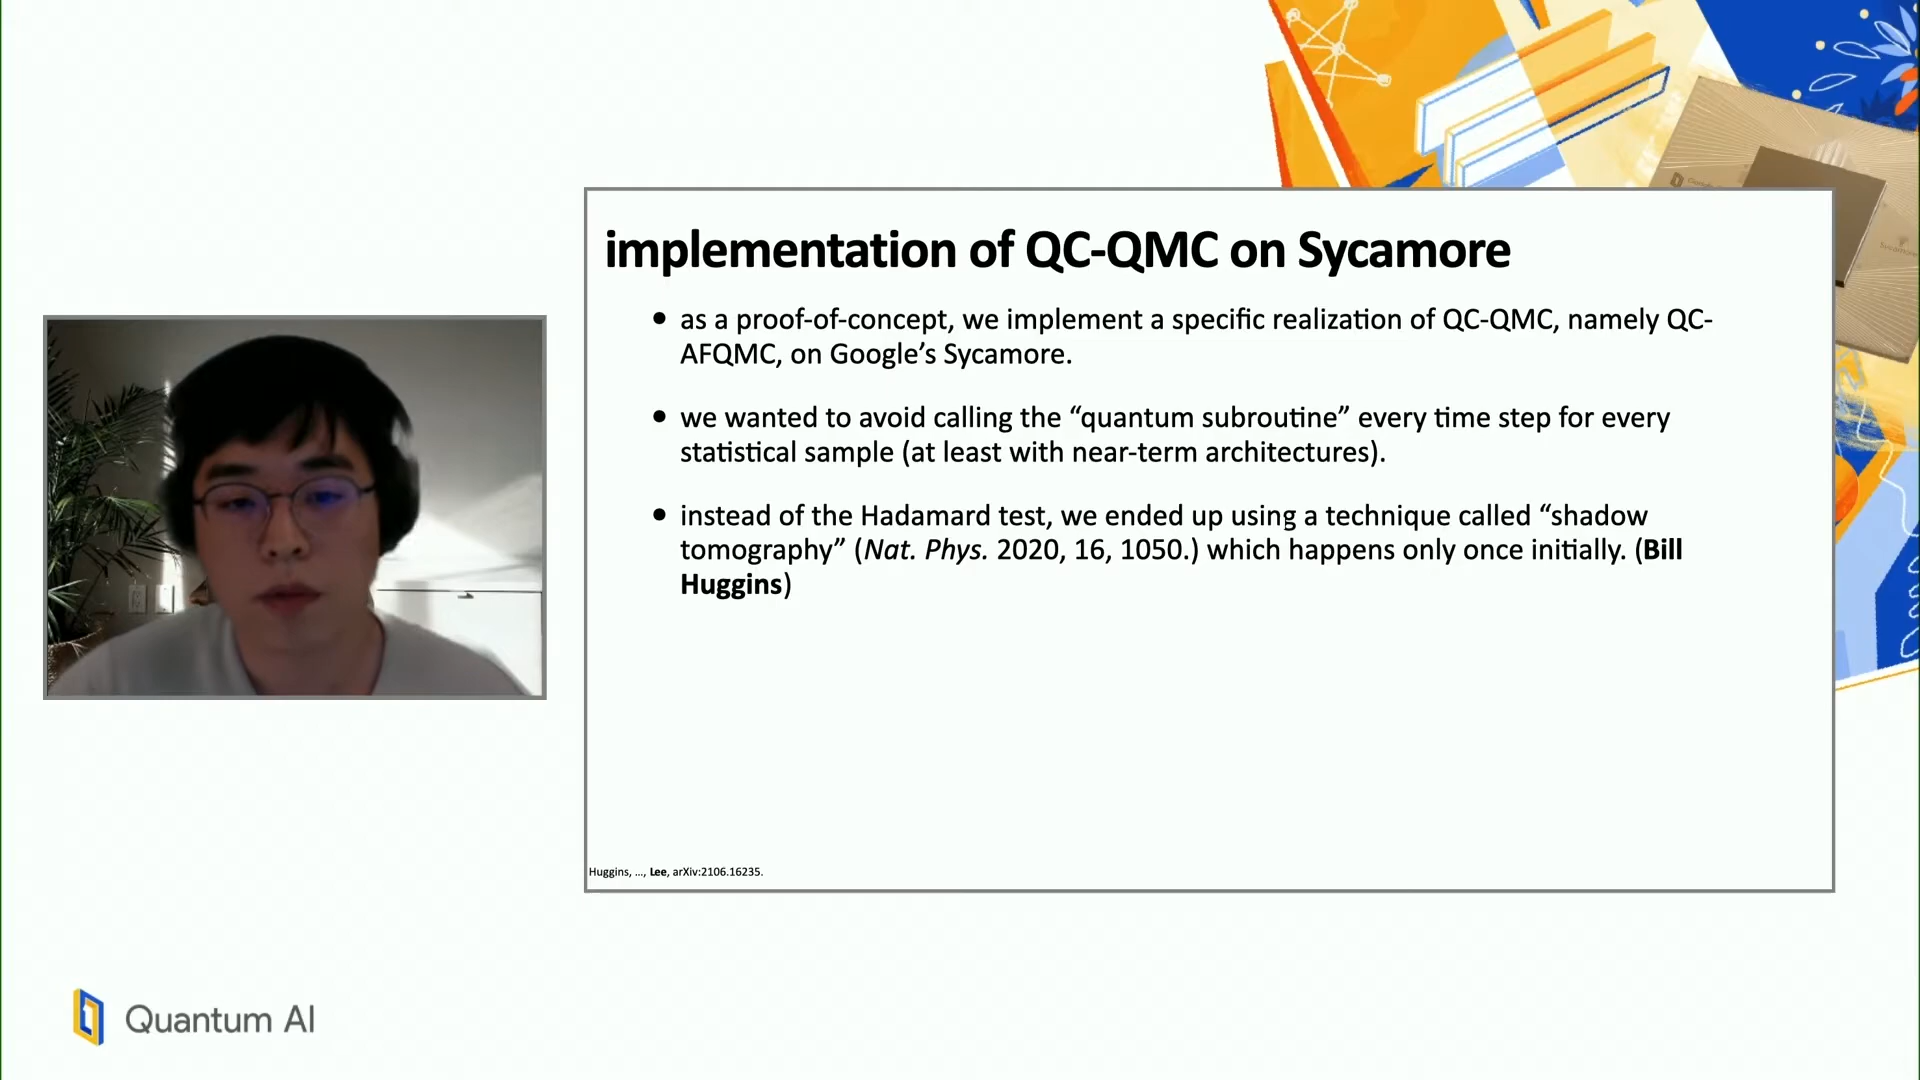 implementation of QC-QMC on Sycamore
• as a proof-of-concept, we implement a specific realization of QC-QMC, namely QC-
AFQMC, on Google’s Sycamore.
• we wanted to avoid calling the “quantum subroutine” every time step for every
statistical sample (at least with near-term architectures).
• instead of the Hadamard test, we ended up using a technique called “shadow
tomography” (Nat. Phys. 2020, 16, 1050.) which happens only once initially. (Bill
Huggins)
Huggins, ..., Lee, arXiv:2106.16235.
Quantum AI